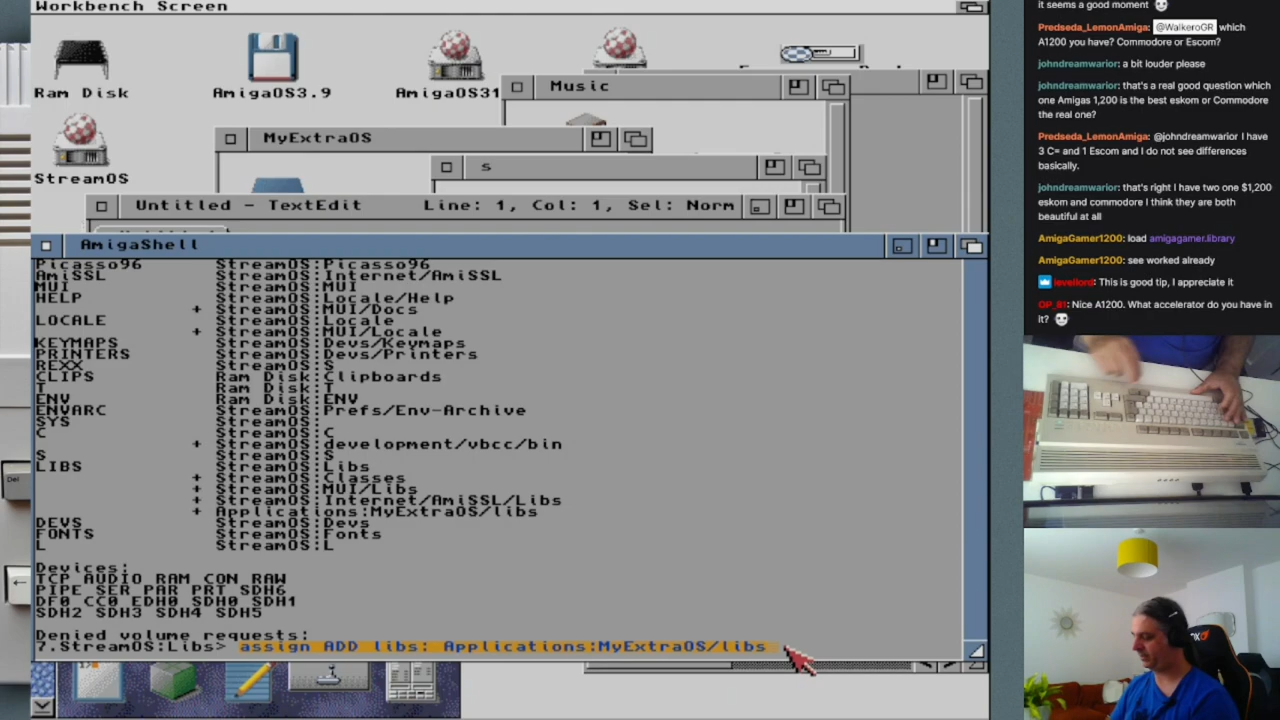 Workbench Screen
Ram Disk
AmigaOS3.9
AmigaOS31
Music
MyExtraOS
StreamOS
s
Untitled - TextEdit Line: 1, Col: 1, Sel: Norm
AmigaShell
Picasso96 StreamOS:Picasso96
AmiSSL StreamOS:Internet/AmiSSL
MUI StreamOS:MUI
HELP StreamOS:Locale/Help
+ StreamOS:MUI/Docs
LOCALE StreamOS:Locale
+ StreamOS:MUI/Locale
KEYMAPS StreamOS:Devs/Keymaps
PRINTERS StreamOS:Devs/Printers
REXX StreamOS:S
CLIPS Ram Disk:Clipboards
T Ram Disk:T
ENV Ram Disk:ENV
ENVARC StreamOS:Prefs/Env-Archive
SYS StreamOS:
C StreamOS:C
+ StreamOS:development/vbcc/bin
S StreamOS:S
LIBS StreamOS:Libs
+ StreamOS:Classes
+ StreamOS:MUI/Libs
+ StreamOS:Internet/AmiSSL/Libs
+ Applications:MyExtraOS/libs
DEVS StreamOS:Devs
FONTS StreamOS:Fonts
L StreamOS:L
Devices:
TCP AUDIO RAM CON RAW
PIPE SER PAR PRT SDH6
DF0 CC0 EDH0 SDH0 SDH1
SDH2 SDH3 SDH4 SDH5
Denied volume requests:
7.StreamOS:Libs> assign ADD libs: Applications:MyExtraOS/libs
Del
it seems a good moment
Predseda_LemonAmiga: @WalkeroGR which
A1200 you have? Commodore or Escom?
johndreamwarior: a bit louder please
johndreamwarior: that's a real good question which
one Amigas 1,200 is the best eskom or Commodore
the real one?
Predseda_LemonAmiga: @johndreamwarior I have
3 C= and 1 Escom and I do not see differences
basically.
johndreamwarior: that's right I have two one $1,200
eskom and commodore I think they are both
beautiful at all
AmigaGamer1200: load amigagamer.library
AmigaGamer1200: see worked already
levellord: This is good tip, I appreciate it
OP_81: Nice A1200. What accelerator do you have in
it?